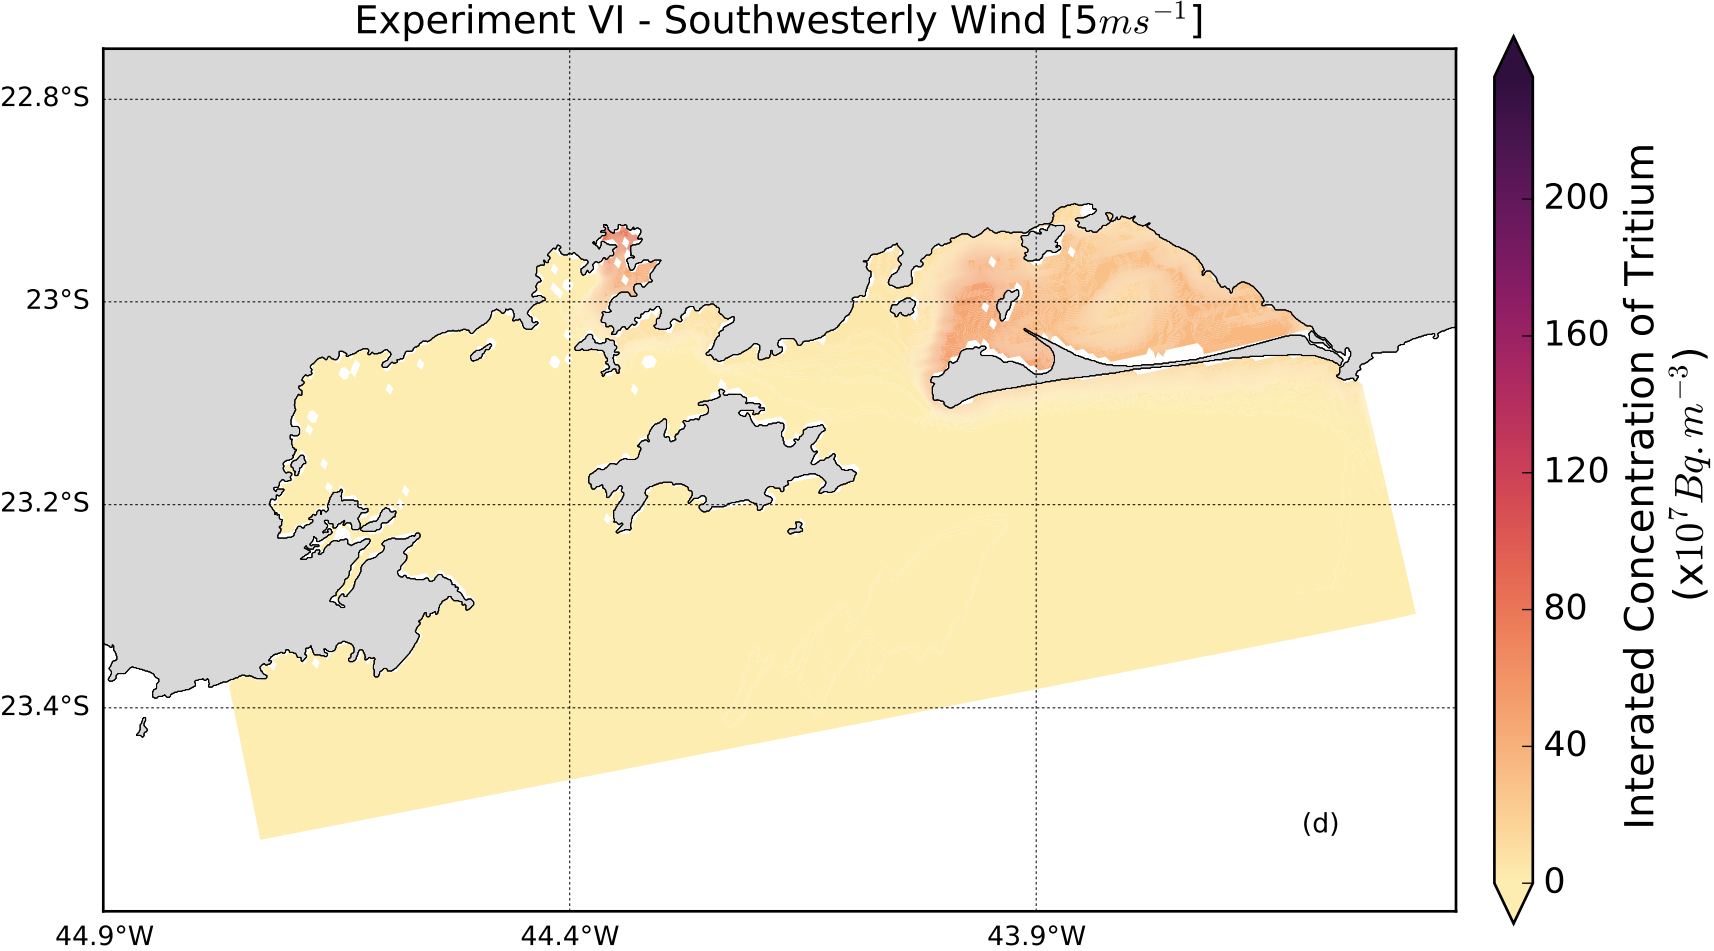 Experiment VI - Southwesterly Wind [5ms⁻¹]
22.8°S
23°S
23.2°S
23.4°S
44.9°W
44.4°W
43.9°W
(d)
200
160
120
80
40
0
Interated Concentration of Tritium
(x10⁷Bq.m⁻³)